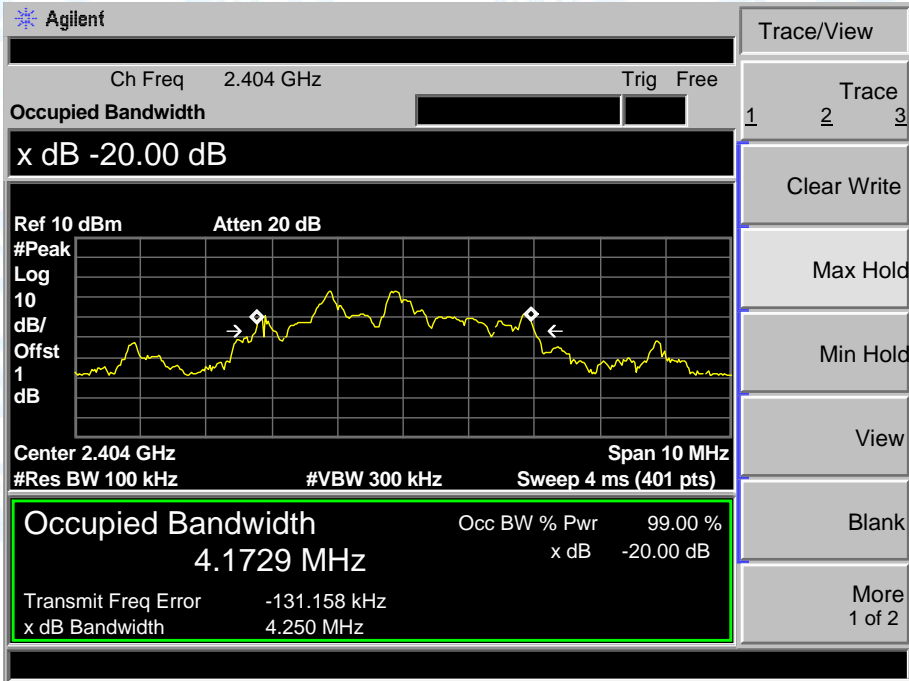 Agilent
Ch Freq 2.404 GHz Trig Free
Occupied Bandwidth
x dB -20.00 dB
Ref 10 dBm Atten 20 dB
#Peak
Log
10
dB/
Offst
1
dB
Center 2.404 GHz Span 10 MHz
#Res BW 100 kHz #VBW 300 kHz Sweep 4 ms (401 pts)
Occupied Bandwidth Occ BW % Pwr 99.00 %
4.1729 MHz x dB -20.00 dB
Transmit Freq Error -131.158 kHz
x dB Bandwidth 4.250 MHz
Trace/View
Trace
1 2 3
Clear Write
Max Hold
Min Hold
View
Blank
More
1 of 2